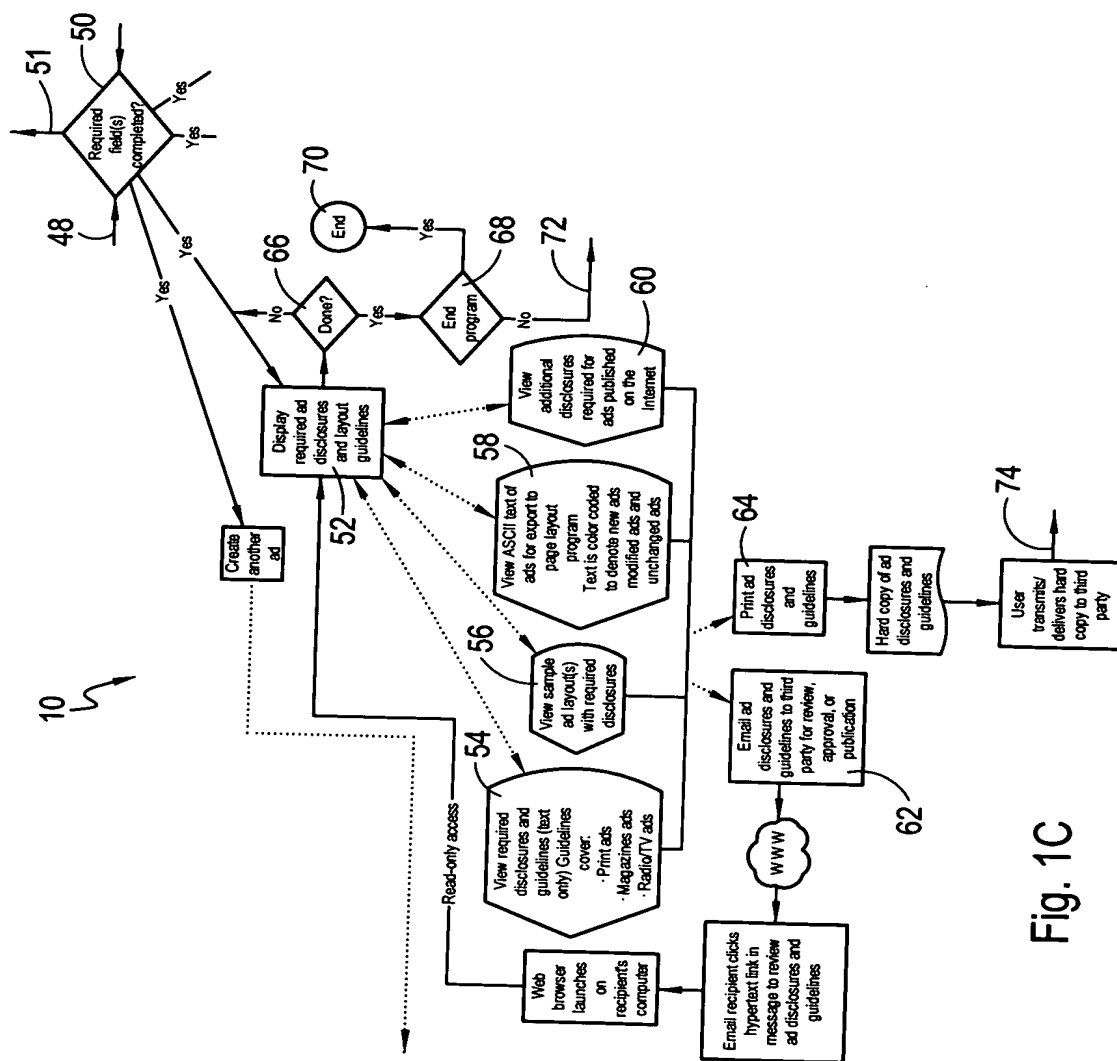 10
51
50
Required
field(s)
completed?
48
Yes
Yes
Yes
Yes
Create
another
ad
Display
required ad
disclosures
and layout
guidelines
52
No
66
Done?
Yes
End
program
68
Yes
End
70
No
72
Read-only access
54
View required
disclosures and
guidelines (text
only) Guidelines
cover:
· Print ads
· Magazines ads
· Radio/TV ads
56
View sample
ad layout(s)
with required
disclosures
58
View ASCII text of
ads for export to
page layout
program
Text is color coded
to denote new ads
modified ads and
unchanged ads
60
View
additional
disclosures
required for
ads published
on the
Internet
Web
browser
launches
on
recipient's
computer
Email recipient clicks
hypertext link in
message to review
ad disclosures and
guidelines
WWW
Email ad
disclosures and
guidelines to third
party for review,
approval, or
publication
62
64
Print ad
disclosures
and
guidelines
Hard copy of ad
disclosures and
guidelines
User
transmits/
delivers hard
copy to third
party
74
Fig. 1C